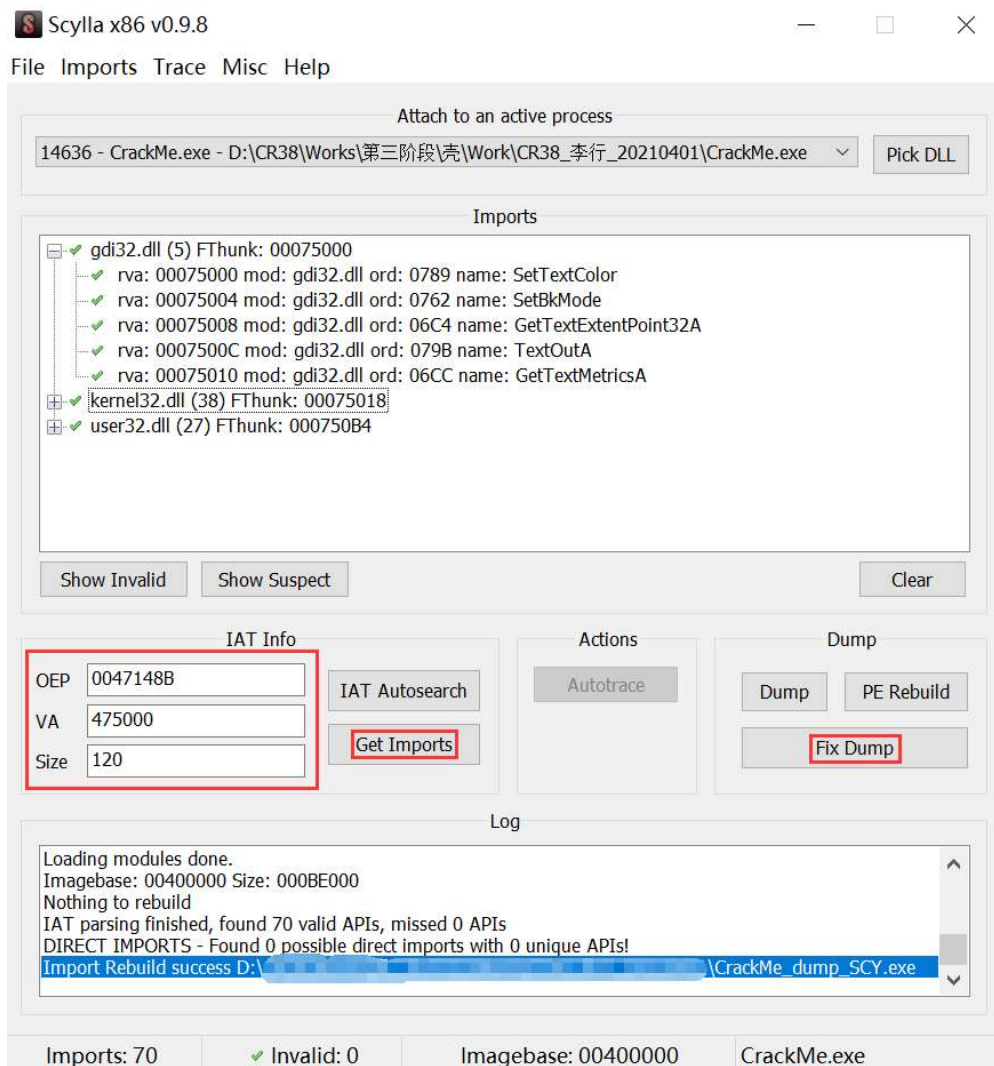 Scylla x86 v0.9.8
File Imports Trace Misc Help
Attach to an active process
14636 - CrackMe.exe - D:\CR38\Works\第三阶段\壳\Work\CR38_李行_20210401\CrackMe.exe
Pick DLL
Imports
gdi32.dll (5) FThunk: 00075000
rva: 00075000 mod: gdi32.dll ord: 0789 name: SetTextColor
rva: 00075004 mod: gdi32.dll ord: 0762 name: SetBkMode
rva: 00075008 mod: gdi32.dll ord: 06C4 name: GetTextExtentPoint32A
rva: 0007500C mod: gdi32.dll ord: 079B name: TextOutA
rva: 00075010 mod: gdi32.dll ord: 06CC name: GetTextMetricsA
kernel32.dll (38) FThunk: 00075018
user32.dll (27) FThunk: 000750B4
Show Invalid
Show Suspect
Clear
IAT Info
OEP 0047148B
VA 475000
Size 120
IAT Autosearch
Get Imports
Actions
Autotrace
Dump
Dump
PE Rebuild
Fix Dump
Log
Loading modules done.
Imagebase: 00400000 Size: 000BE000
Nothing to rebuild
IAT parsing finished, found 70 valid APIs, missed 0 APIs
DIRECT IMPORTS - Found 0 possible direct imports with 0 unique APIs!
Import Rebuild success D:\ \CrackMe_dump_SCY.exe
Imports: 70
Invalid: 0
Imagebase: 00400000
CrackMe.exe